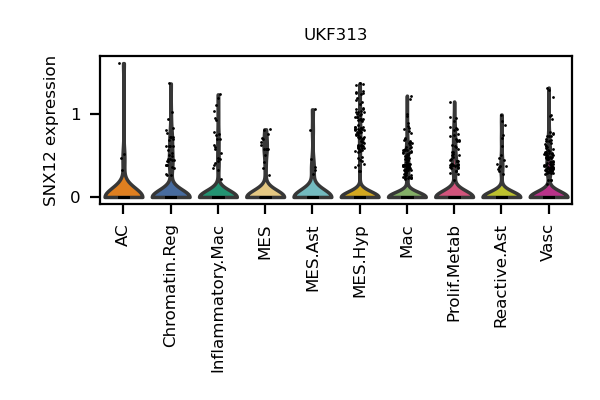 UKF313
SNX12 expression
1
0
AC
Chromatin.Reg
Inflammatory.Mac
MES
MES.Ast
MES.Hyp
Mac
Prolif.Metab
Reactive.Ast
Vasc